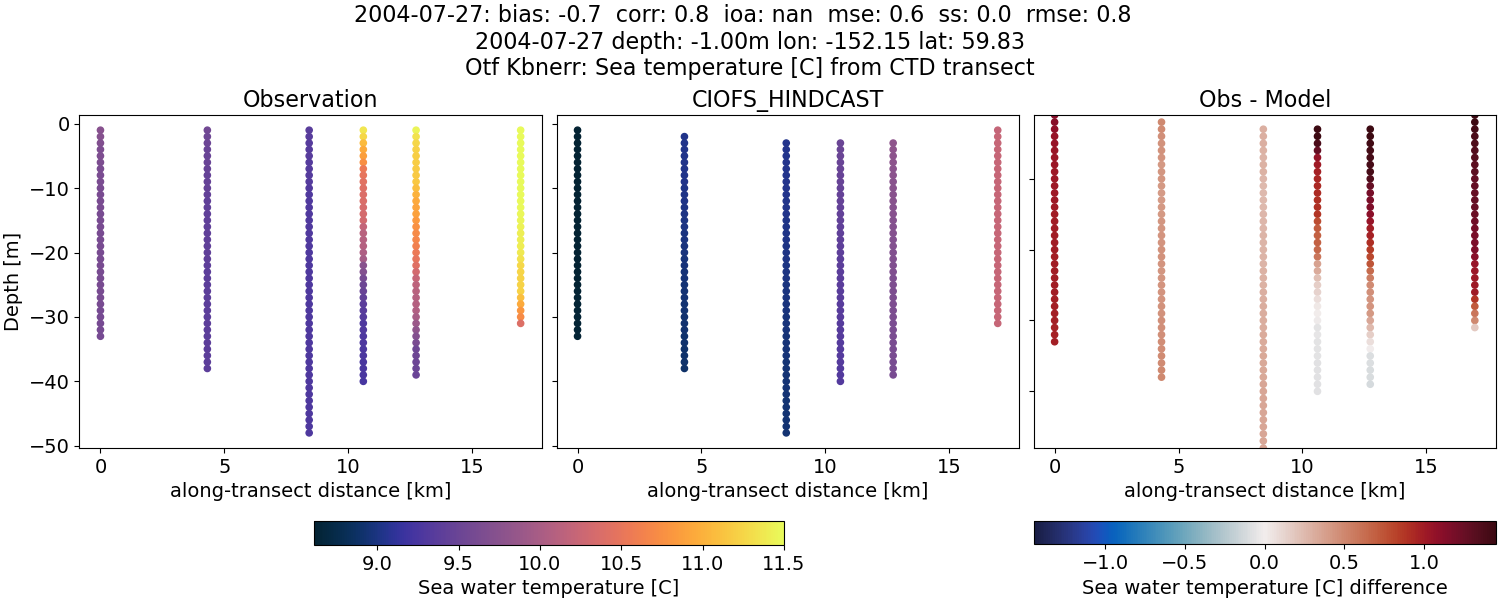 2004-07-27: bias: -0.7  corr: 0.8  ioa: nan  mse: 0.6  ss: 0.0  rmse: 0.8
2004-07-27 depth: -1.00m lon: -152.15 lat: 59.83
Otf Kbnerr: Sea temperature [C] from CTD transect
Observation
CIOFS_HINDCAST
Obs - Model
Depth [m]
0
−10
−20
−30
−40
−50
0 5 10 15
0 5 10 15
0 5 10 15
along-transect distance [km]
along-transect distance [km]
along-transect distance [km]
9.0 9.5 10.0 10.5 11.0 11.5
Sea water temperature [C]
−1.0 −0.5 0.0 0.5 1.0
Sea water temperature [C] difference